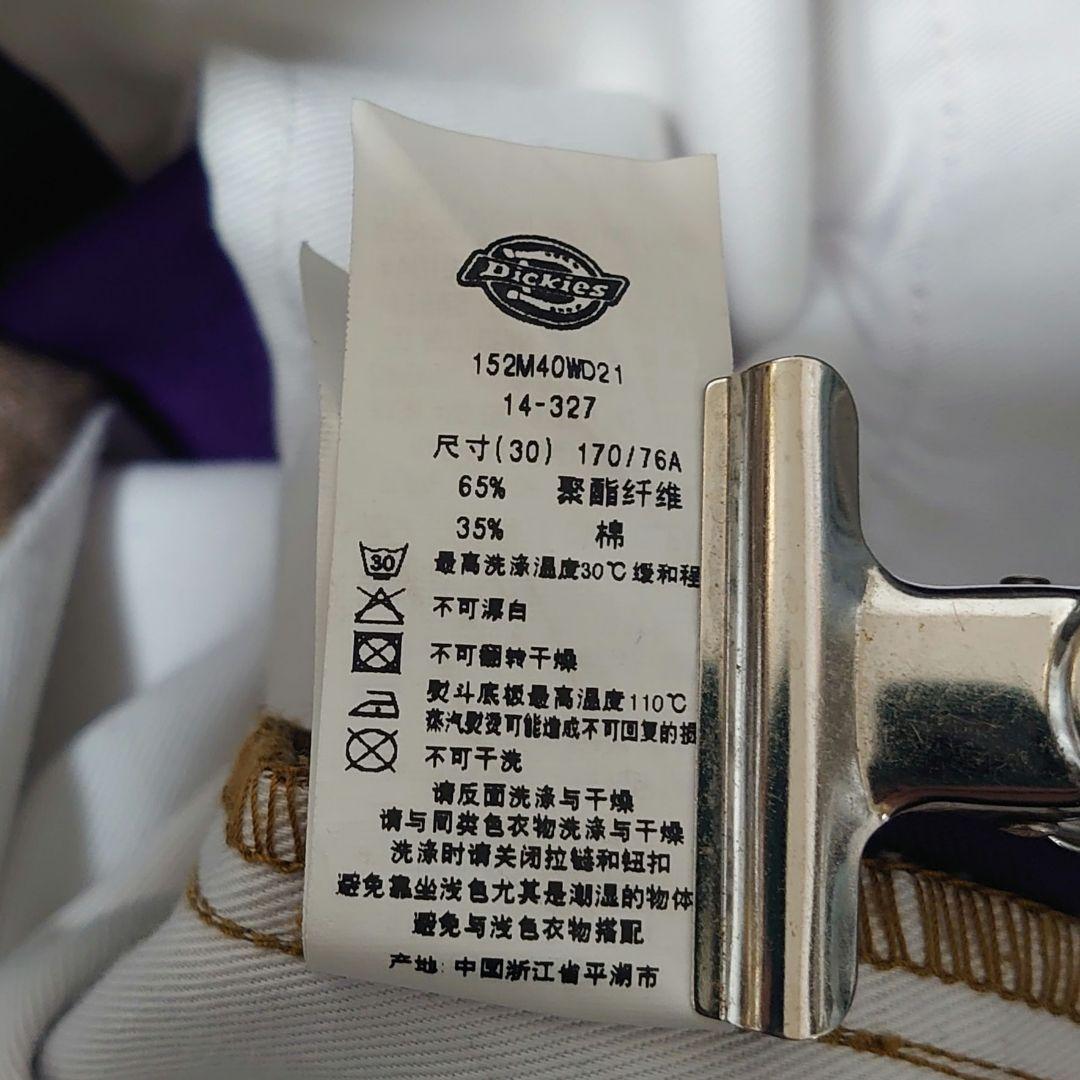 Dickies
152M40WD21
14-327
尺寸(30) 170/76A
65% 聚酯纤维
35% 棉
30 最高洗涤温度30℃缓和程
不可漂白
不可翻转干燥
熨斗底板最高温度110℃
蒸汽熨烫可能造成不可回复的损
不可干洗
请反面洗涤与干燥
请与同类色衣物洗涤与干燥
洗涤时请关闭拉链和钮扣
避免靠坐浅色尤其是潮湿的物体
避免与浅色衣物搭配
产地:中国浙江省平湖市